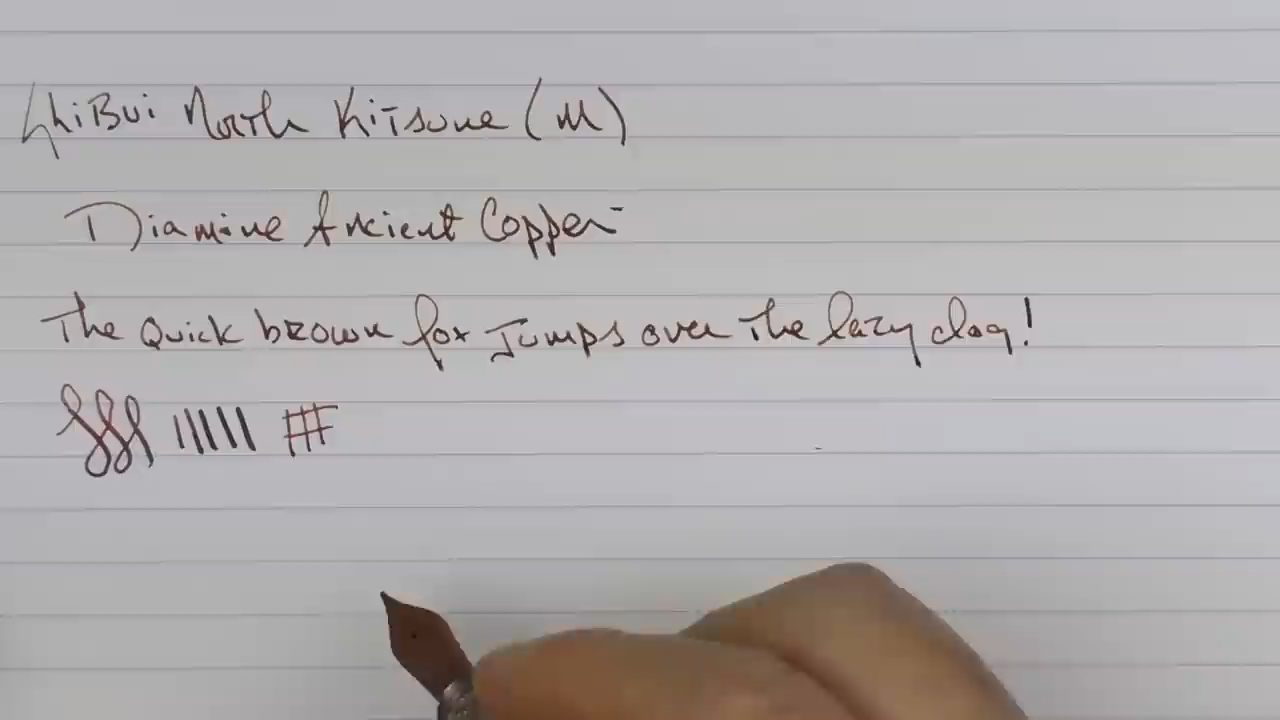 ShiBui North Kitsune (M)
Diamine Ancient Copper
The Quick brown fox Jumps over The lazy dog!